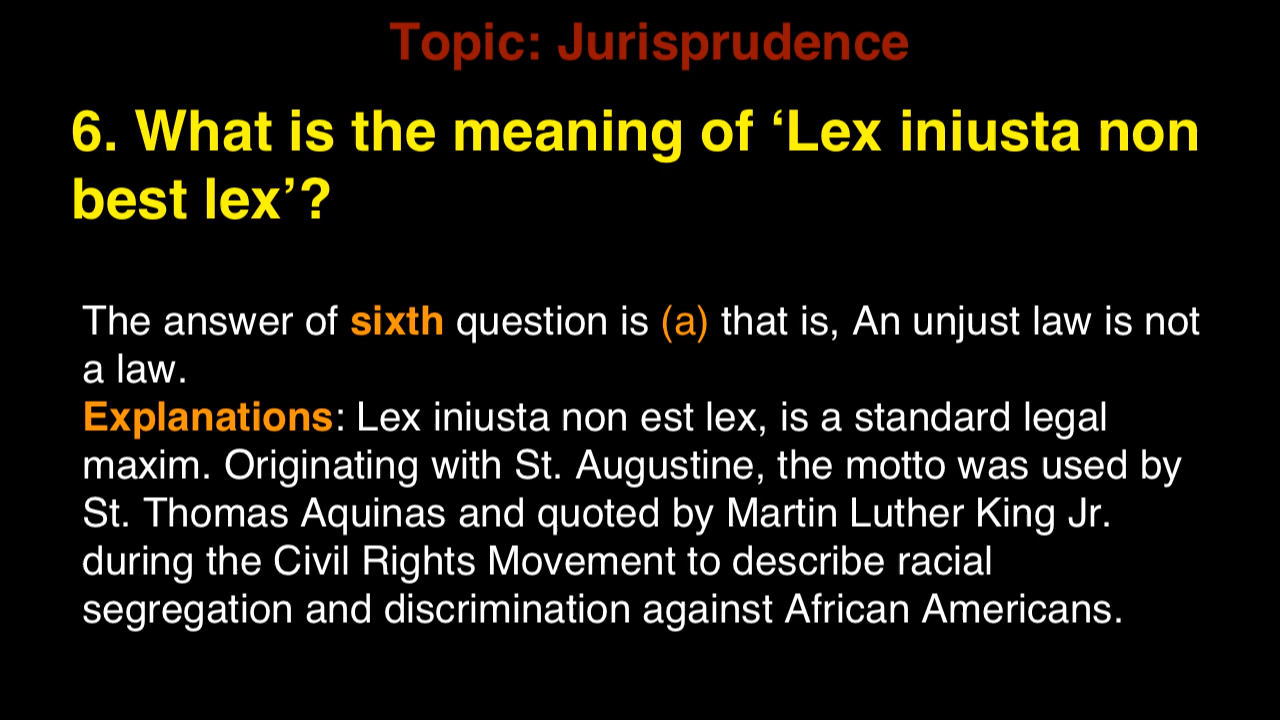 Topic: Jurisprudence
6. What is the meaning of ‘Lex iniusta non
best lex’?
The answer of sixth question is (a) that is, An unjust law is not
a law.
Explanations: Lex iniusta non est lex, is a standard legal
maxim. Originating with St. Augustine, the motto was used by
St. Thomas Aquinas and quoted by Martin Luther King Jr.
during the Civil Rights Movement to describe racial
segregation and discrimination against African Americans.